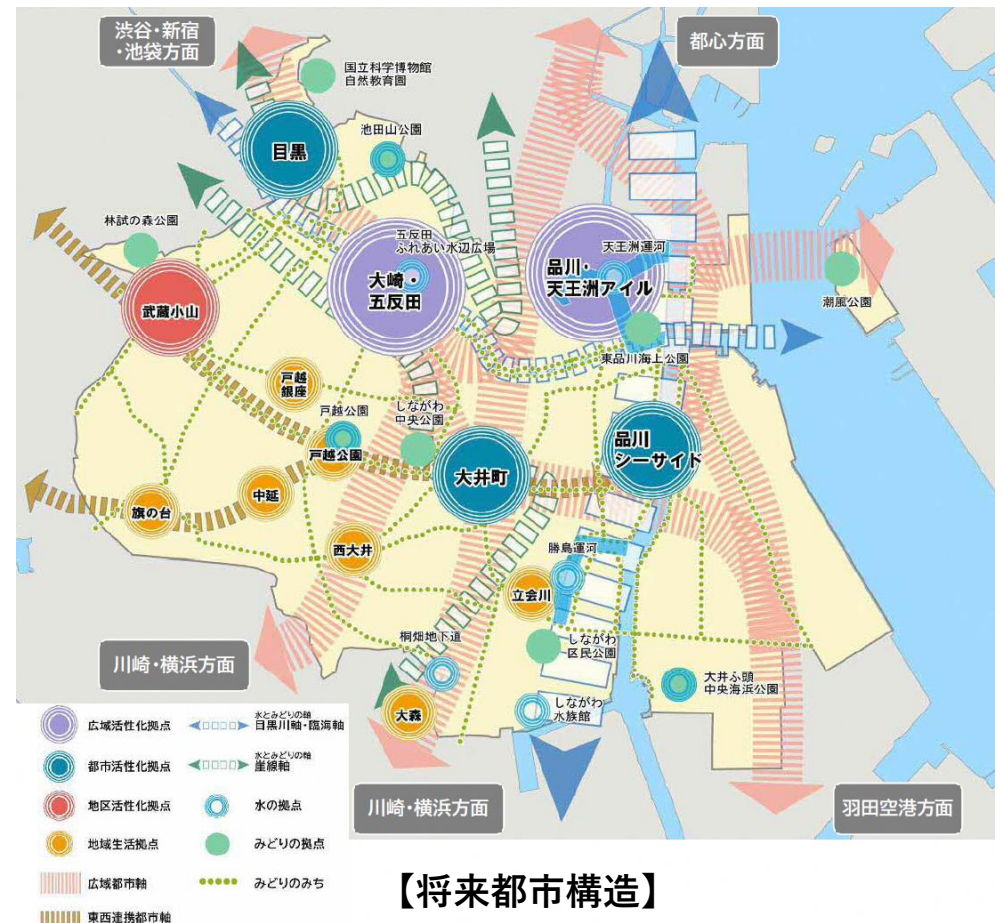 渋谷・新宿
・池袋方面
都心方面
国立科学博物館
自然教育園
池田山公園
目黒
林試の森公園
五反田
ふれあい水辺広場
大崎・
五反田
天王洲運河
品川・
天王洲アイル
武蔵小山
潮風公園
東品川海上公園
戸越
銀座
戸越公園
しながわ
中央公園
品川
シーサイド
戸越公園
大井町
中延
旗の台
西大井
勝島運河
立会川
桐畑地下道
しながわ
区民公園
川崎・横浜方面
大井ふ頭
中央海浜公園
しながわ
水族館
大森
川崎・横浜方面
羽田空港方面
広域活性化拠点
水とみどりの軸
目黒川軸・臨海軸
都市活性化拠点
水とみどりの軸
崖線軸
地区活性化拠点
水の拠点
地域生活拠点
みどりの拠点
広域都市軸
みどりのみち
東西連携都市軸
【将来都市構造】